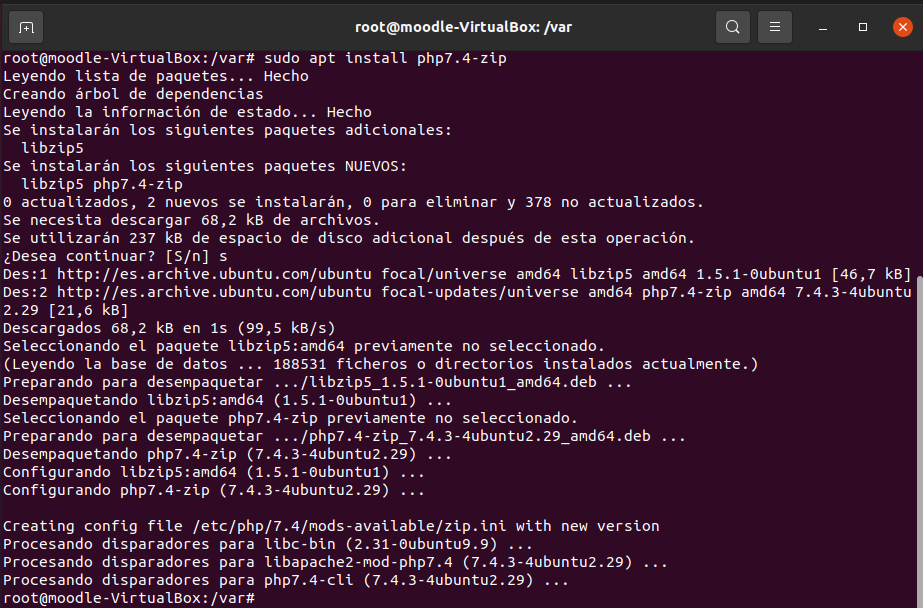 root@moodle-VirtualBox: /var
root@moodle-VirtualBox:/var# sudo apt install php7.4-zip
Leyendo lista de paquetes... Hecho
Creando árbol de dependencias
Leyendo la información de estado... Hecho
Se instalarán los siguientes paquetes adicionales:
  libzip5
Se instalarán los siguientes paquetes NUEVOS:
  libzip5 php7.4-zip
0 actualizados, 2 nuevos se instalarán, 0 para eliminar y 378 no actualizados.
Se necesita descargar 68,2 kB de archivos.
Se utilizarán 237 kB de espacio de disco adicional después de esta operación.
¿Desea continuar? [S/n] s
Des:1 http://es.archive.ubuntu.com/ubuntu focal/universe amd64 libzip5 amd64 1.5.1-0ubuntu1 [46,7 kB]
Des:2 http://es.archive.ubuntu.com/ubuntu focal-updates/universe amd64 php7.4-zip amd64 7.4.3-4ubuntu
2.29 [21,6 kB]
Descargados 68,2 kB en 1s (99,5 kB/s)
Seleccionando el paquete libzip5:amd64 previamente no seleccionado.
(Leyendo la base de datos ... 188531 ficheros o directorios instalados actualmente.)
Preparando para desempaquetar .../libzip5_1.5.1-0ubuntu1_amd64.deb ...
Desempaquetando libzip5:amd64 (1.5.1-0ubuntu1) ...
Seleccionando el paquete php7.4-zip previamente no seleccionado.
Preparando para desempaquetar .../php7.4-zip_7.4.3-4ubuntu2.29_amd64.deb ...
Desempaquetando php7.4-zip (7.4.3-4ubuntu2.29) ...
Configurando libzip5:amd64 (1.5.1-0ubuntu1) ...
Configurando php7.4-zip (7.4.3-4ubuntu2.29) ...

Creating config file /etc/php/7.4/mods-available/zip.ini with new version
Procesando disparadores para libc-bin (2.31-0ubuntu9.9) ...
Procesando disparadores para libapache2-mod-php7.4 (7.4.3-4ubuntu2.29) ...
Procesando disparadores para php7.4-cli (7.4.3-4ubuntu2.29) ...
root@moodle-VirtualBox:/var#